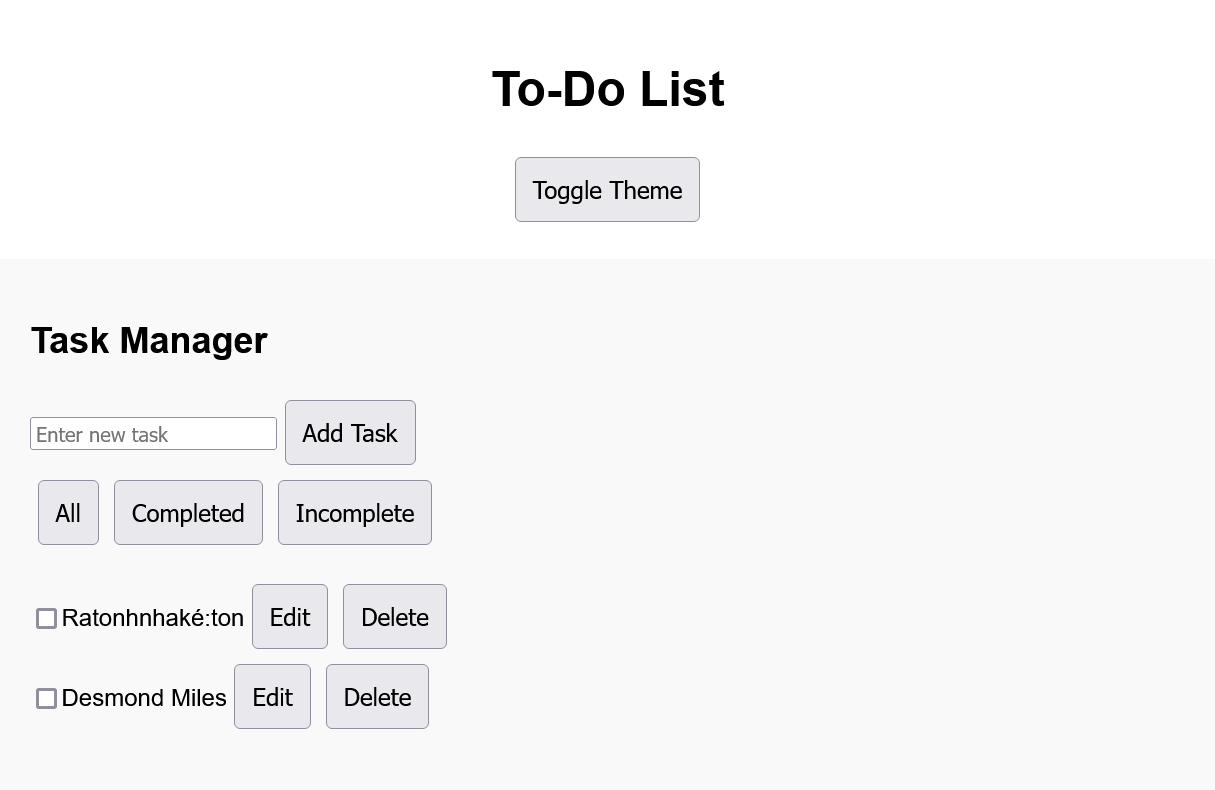 To-Do List
Toggle Theme
Task Manager
Enter new task Add Task
All Completed Incomplete
Ratonhnhaké:ton Edit Delete
Desmond Miles Edit Delete